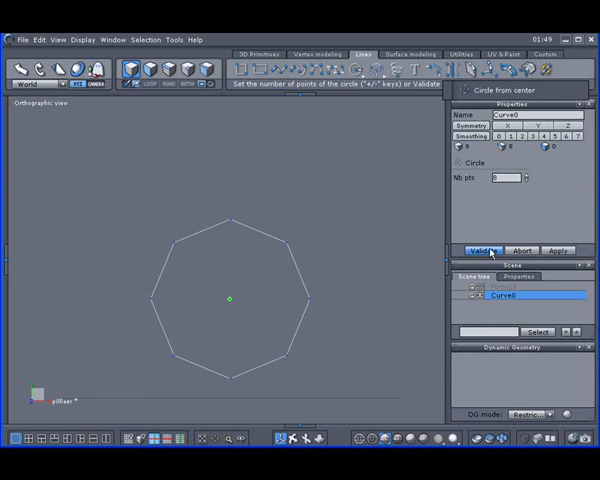 File Edit View Display Window Selection Tools Help 01:49
3D Primitives Vertex modeling Lines Surface modeling Utilities UV & Paint Custom
World XYZ CAMERA LOOP RING BETW Set the number of points of the circle ("+/-" keys) or Validate
Circle from center
Orthographic view
Properties
Name Curve0
Symmetry X Y Z
Smoothing 0 1 2 3 4 5 6 7
8 8 0
Circle
Nb pts 8
Validate Abort Apply
Scene
Scene tree Properties
Curve0
Select
Dynamic Geometry
DG mode: Restric...